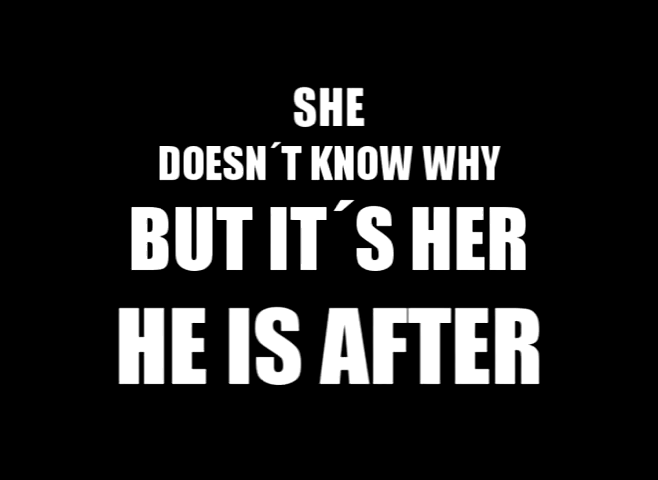 SHE
DOESN´T KNOW WHY
BUT IT´S HER
HE IS AFTER